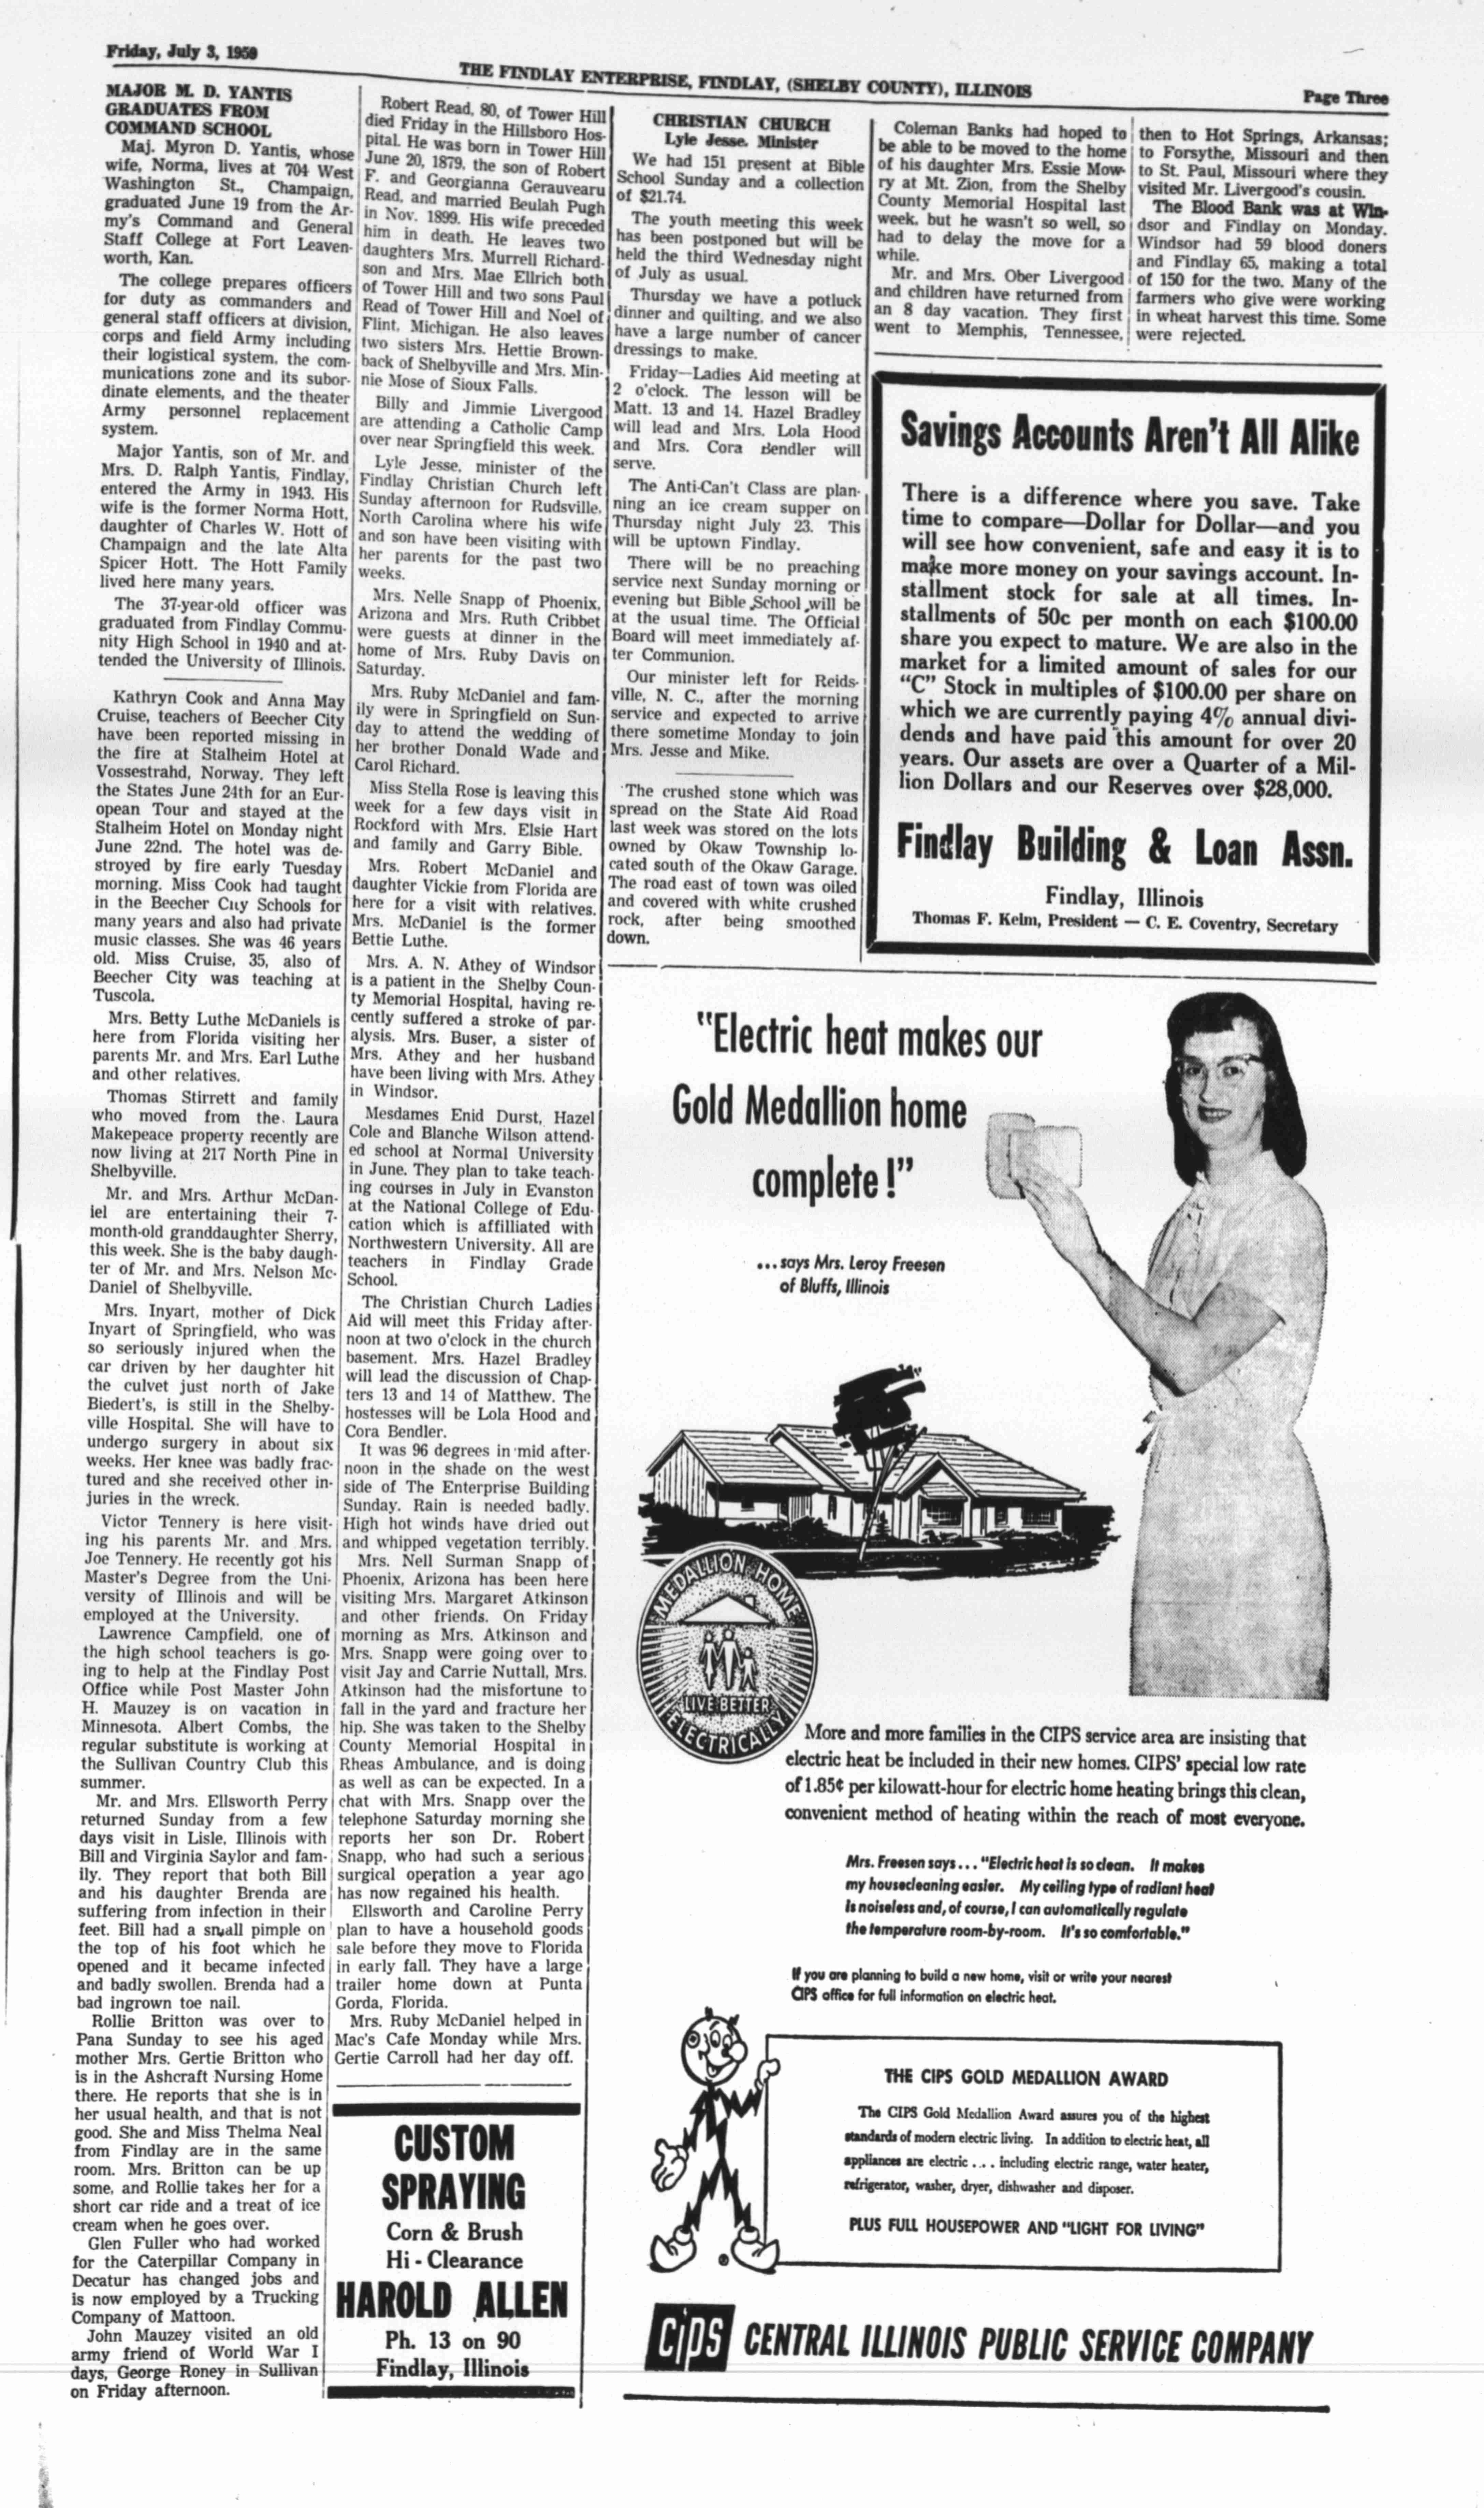 Friday, July 3, 1959
THE FINDLAY ENTERPRISE, FINDLAY, (SHELBY COUNTY), ILLINOIS
Page Three
MAJOR M. D. YANTIS
GRADUATES FROM
COMMAND SCHOOL
Maj. Myron D. Yantis, whose
wife, Norma, lives at 704 West
Washington St., Champaign,
graduated June 19 from the Ar-
my's Command and General
Staff College at Fort Leaven-
worth, Kan.
The college prepares officers
for duty as commanders and
general staff officers at division,
corps and field Army including
their logistical system, the com-
munications zone and its subor-
dinate elements, and the theater
Army personnel replacement
system.
Major Yantis, son of Mr. and
Mrs. D. Ralph Yantis, Findlay,
entered the Army in 1943. His
wife is the former Norma Hott,
daughter of Charles W. Hott of
Champaign and the late Alta
Spicer Hott. The Hott Family
lived here many years.
The 37-year-old officer was
graduated from Findlay Commu-
nity High School in 1940 and at-
tended the University of Illinois.
Kathryn Cook and Anna May
Cruise, teachers of Beecher City
have been reported missing in
the fire at Stalheim Hotel at
Vossestrahd, Norway. They left
the States June 24th for an Eur-
opean Tour and stayed at the
Stalheim Hotel on Monday night
June 22nd. The hotel was de-
stroyed by fire early Tuesday
morning. Miss Cook had taught
in the Beecher City Schools for
many years and also had private
music classes. She was 46 years
old. Miss Cruise, 35, also of
Beecher City was teaching at
Tuscola.
Mrs. Betty Luthe McDaniels is
here from Florida visiting her
parents Mr. and Mrs. Earl Luthe
and other relatives.
Thomas Stirrett and family
who moved from the Laura
Makepeace property recently are
now living at 217 North Pine in
Shelbyville.
Mr. and Mrs. Arthur McDan-
iel are entertaining their 7-
month-old granddaughter Sherry,
this week. She is the baby daugh-
ter of Mr. and Mrs. Nelson Mc-
Daniel of Shelbyville.
Mrs. Inyart, mother of Dick
Inyart of Springfield, who was
so seriously injured when the
car driven by her daughter hit
the culvet just north of Jake
Biedert's, is still in the Shelby-
ville Hospital. She will have to
undergo surgery in about six
weeks. Her knee was badly frac-
tured and she received other in-
juries in the wreck.
Victor Tennery is here visit-
ing his parents Mr. and Mrs.
Joe Tennery. He recently got his
Master's Degree from the Uni-
versity of Illinois and will be
employed at the University.
Lawrence Campfield, one of
the high school teachers is go-
ing to help at the Findlay Post
Office while Post Master John
H. Mauzey is on vacation in
Minnesota. Albert Combs, the
regular substitute is working at
the Sullivan Country Club this
summer.
Mr. and Mrs. Ellsworth Perry
returned Sunday from a few
days visit in Lisle, Illinois with
Bill and Virginia Saylor and fam-
ily. They report that both Bill
and his daughter Brenda are
suffering from infection in their
feet. Bill had a small pimple on
the top of his foot which he
opened and it became infected
and badly swollen. Brenda had a
bad ingrown toe nail.
Rollie Britton was over to
Pana Sunday to see his aged
mother Mrs. Gertie Britton who
is in the Ashcraft Nursing Home
there. He reports that she is in
her usual health, and that is not
good. She and Miss Thelma Neal
from Findlay are in the same
room. Mrs. Britton can be up
some, and Rollie takes her for a
short car ride and a treat of ice
cream when he goes over.
Glen Fuller who had worked
for the Caterpillar Company in
Decatur has changed jobs and
is now employed by a Trucking
Company of Mattoon.
John Mauzey visited an old
army friend of World War I
days, George Roney in Sullivan
on Friday afternoon.
Robert Read, 80, of Tower Hill
died Friday in the Hillsboro Hos-
pital. He was born in Tower Hill
June 20, 1879, the son of Robert
F. and Georgianna Gerauvearu
Read, and married Beulah Pugh
in Nov. 1899. His wife preceded
him in death. He leaves two
daughters Mrs. Murrell Richard-
son and Mrs. Mae Ellrich both
of Tower Hill and two sons Paul
Read of Tower Hill and Noel of
Flint, Michigan. He also leaves
two sisters Mrs. Hettie Brown-
back of Shelbyville and Mrs. Min-
nie Mose of Sioux Falls.
Billy and Jimmie Livergood
are attending a Catholic Camp
over near Springfield this week.
Lyle Jesse, minister of the
Findlay Christian Church left
Sunday afternoon for Rudsville,
North Carolina where his wife
and son have been visiting with
her parents for the past two
weeks.
Mrs. Nelle Snapp of Phoenix,
Arizona and Mrs. Ruth Cribbet
were guests at dinner in the
home of Mrs. Ruby Davis on
Saturday.
Mrs. Ruby McDaniel and fam-
ily were in Springfield on Sun-
day to attend the wedding of
her brother Donald Wade and
Carol Richard.
Miss Stella Rose is leaving this
week for a few days visit in
Rockford with Mrs. Elsie Hart
and family and Garry Bible.
Mrs. Robert McDaniel and
daughter Vickie from Florida are
here for a visit with relatives.
Mrs. McDaniel is the former
Bettie Luthe.
Mrs. A. N. Athey of Windsor
is a patient in the Shelby Coun-
ty Memorial Hospital, having re-
cently suffered a stroke of par-
alysis. Mrs. Buser, a sister of
Mrs. Athey and her husband
have been living with Mrs. Athey
in Windsor.
Mesdames Enid Durst, Hazel
Cole and Blanche Wilson attend-
ed school at Normal University
in June. They plan to take teach-
ing courses in July in Evanston
at the National College of Edu-
cation which is affilliated with
Northwestern University. All are
teachers in Findlay Grade
School.
The Christian Church Ladies
Aid will meet this Friday after-
noon at two o'clock in the church
basement. Mrs. Hazel Bradley
will lead the discussion of Chap-
ters 13 and 14 of Matthew. The
hostesses will be Lola Hood and
Cora Bendler.
It was 96 degrees in mid after-
noon in the shade on the west
side of The Enterprise Building
Sunday. Rain is needed badly.
High hot winds have dried out
and whipped vegetation terribly.
Mrs. Nell Surman Snapp of
Phoenix, Arizona has been here
visiting Mrs. Margaret Atkinson
and other friends. On Friday
morning as Mrs. Atkinson and
Mrs. Snapp were going over to
visit Jay and Carrie Nuttall, Mrs.
Atkinson had the misfortune to
fall in the yard and fracture her
hip. She was taken to the Shelby
County Memorial Hospital in
Rheas Ambulance, and is doing
as well as can be expected. In a
chat with Mrs. Snapp over the
telephone Saturday morning she
reports her son Dr. Robert
Snapp, who had such a serious
surgical operation a year ago
has now regained his health.
Ellsworth and Caroline Perry
plan to have a household goods
sale before they move to Florida
in early fall. They have a large
trailer home down at Punta
Gorda, Florida.
Mrs. Ruby McDaniel helped in
Mac's Cafe Monday while Mrs.
Gertie Carroll had her day off.
CUSTOM
SPRAYING
Corn & Brush
Hi - Clearance
HAROLD ALLEN
Ph. 13 on 90
Findlay, Illinois
CHRISTIAN CHURCH
Lyle Jesse, Minister
We had 151 present at Bible
School Sunday and a collection
of $21.74.
The youth meeting this week
has been postponed but will be
held the third Wednesday night
of July as usual.
Thursday we have a potluck
dinner and quilting, and we also
have a large number of cancer
dressings to make.
Friday—Ladies Aid meeting at
2 o'clock. The lesson will be
Matt. 13 and 14. Hazel Bradley
will lead and Mrs. Lola Hood
and Mrs. Cora Bendler will
serve.
The Anti-Can't Class are plan-
ning an ice cream supper on
Thursday night July 23. This
will be uptown Findlay.
There will be no preaching
service next Sunday morning or
evening but Bible School will be
at the usual time. The Official
Board will meet immediately af-
ter Communion.
Our minister left for Reids-
ville, N. C., after the morning
service and expected to arrive
there sometime Monday to join
Mrs. Jesse and Mike.
The crushed stone which was
spread on the State Aid Road
last week was stored on the lots
owned by Okaw Township lo-
cated south of the Okaw Garage.
The road east of town was oiled
and covered with white crushed
rock, after being smoothed
down.
Coleman Banks had hoped to
be able to be moved to the home
of his daughter Mrs. Essie Mow-
ry at Mt. Zion, from the Shelby
County Memorial Hospital last
week, but he wasn't so well, so
had to delay the move for a
while.
Mr. and Mrs. Ober Livergood
and children have returned from
an 8 day vacation. They first
went to Memphis, Tennessee,
then to Hot Springs, Arkansas;
to Forsythe, Missouri and then
to St. Paul, Missouri where they
visited Mr. Livergood's cousin.
The Blood Bank was at Win-
dsor and Findlay on Monday.
Windsor had 59 blood doners
and Findlay 65, making a total
of 150 for the two. Many of the
farmers who give were working
in wheat harvest this time. Some
were rejected.
Savings Accounts Aren't All Alike
There is a difference where you save. Take
time to compare—Dollar for Dollar—and you
will see how convenient, safe and easy it is to
make more money on your savings account. In-
stallment stock for sale at all times. In-
stallments of 50c per month on each $100.00
share you expect to mature. We are also in the
market for a limited amount of sales for our
"C" Stock in multiples of $100.00 per share on
which we are currently paying 4% annual divi-
dends and have paid this amount for over 20
years. Our assets are over a Quarter of a Mil-
lion Dollars and our Reserves over $28,000.
Findlay Building & Loan Assn.
Findlay, Illinois
Thomas F. Kelm, President — C. E. Coventry, Secretary
"Electric heat makes our
Gold Medallion home
complete!"
... says Mrs. Leroy Freesen
of Bluffs, Illinois
MEDALLION HOME
LIVE BETTER
ELECTRICALLY
More and more families in the CIPS service area are insisting that
electric heat be included in their new homes. CIPS' special low rate
of 1.85¢ per kilowatt-hour for electric home heating brings this clean,
convenient method of heating within the reach of most everyone.
Mrs. Freesen says... "Electric heat is so clean. It makes
my housecleaning easier. My ceiling type of radiant heat
is noiseless and, of course, I can automatically regulate
the temperature room-by-room. It's so comfortable."
If you are planning to build a new home, visit or write your nearest
CIPS office for full information on electric heat.
THE CIPS GOLD MEDALLION AWARD
The CIPS Gold Medallion Award assures you of the highest
standards of modern electric living. In addition to electric heat, all
appliances are electric . . . including electric range, water heater,
refrigerator, washer, dryer, dishwasher and disposer.
PLUS FULL HOUSEPOWER AND "LIGHT FOR LIVING"
®
CIPS CENTRAL ILLINOIS PUBLIC SERVICE COMPANY